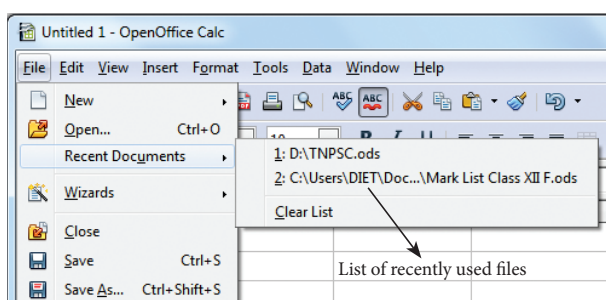 Untitled 1 - OpenOffice Calc
File Edit View Insert Format Tools Data Window Help
New
Open... Ctrl+O
Recent Documents
1: D:\TNPSC.ods
2: C:\Users\DIET\Doc...\Mark List Class XII F.ods
Clear List
Wizards
Close
Save Ctrl+S
Save As... Ctrl+Shift+S
List of recently used files